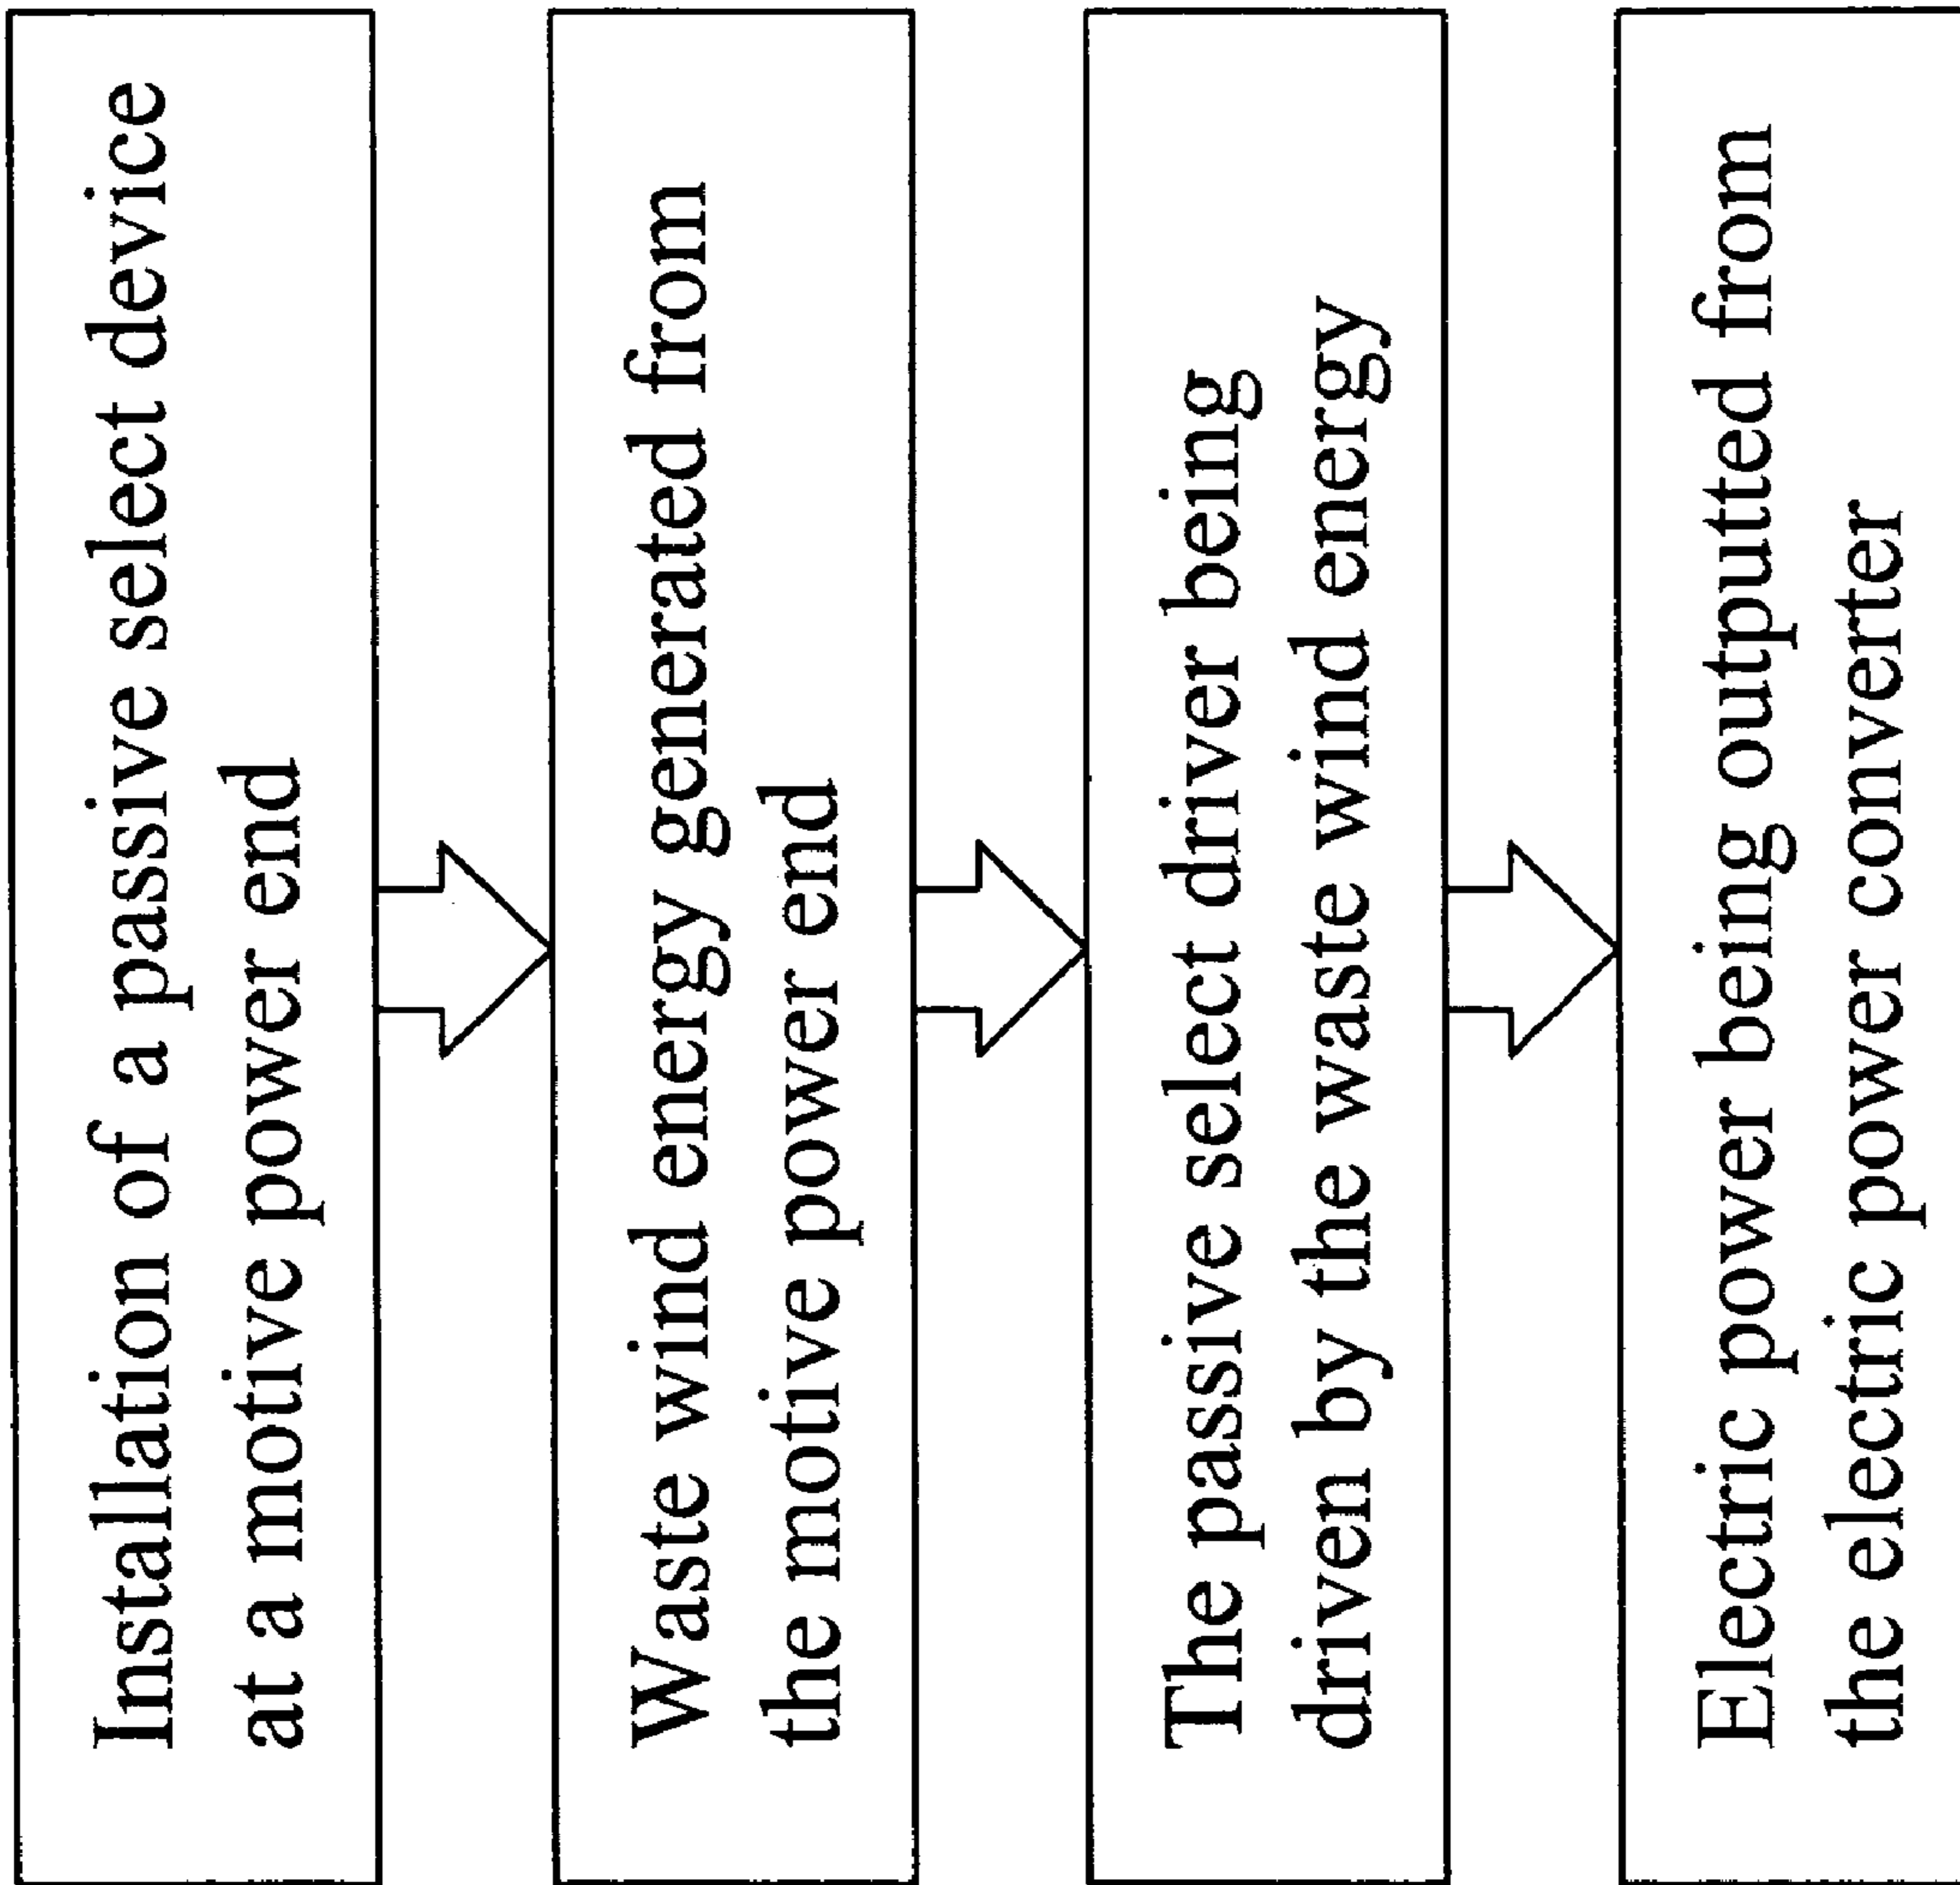 Installation of a passive select device
at a motive power end
Waste wind energy generated from
the motive power end
The passive select driver being
driven by the waste wind energy
Electric power being outputted from
the electric power converter